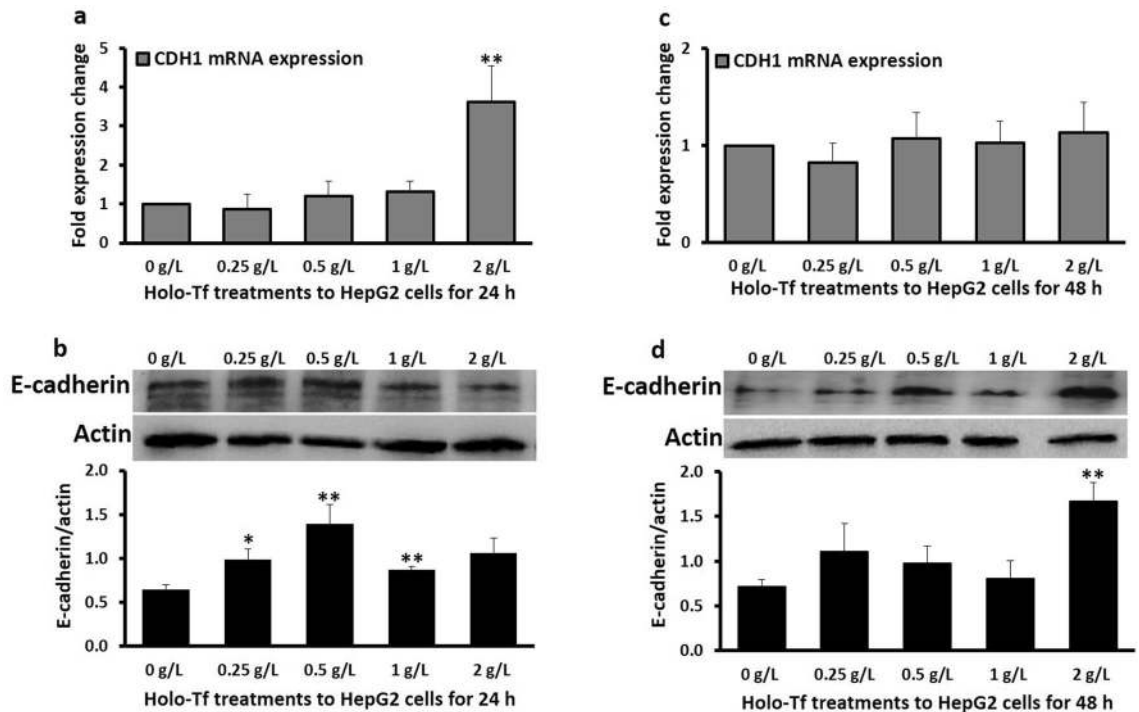 a
5
4
3
2
1
0
Fold expression change
CDH1 mRNA expression
**
0 g/L 0.25 g/L 0.5 g/L 1 g/L 2 g/L
Holo-Tf treatments to HepG2 cells for 24 h
c
2
1
0
Fold expression change
CDH1 mRNA expression
0 g/L 0.25 g/L 0.5 g/L 1 g/L 2 g/L
Holo-Tf treatments to HepG2 cells for 48 h
b
0 g/L 0.25 g/L 0.5 g/L 1 g/L 2 g/L
E-cadherin
Actin
2.0
1.5
1.0
0.5
0.0
E-cadherin/actin
* ** **
0 g/L 0.25 g/L 0.5 g/L 1 g/L 2 g/L
Holo-Tf treatments to HepG2 cells for 24 h
d
0 g/L 0.25 g/L 0.5 g/L 1 g/L 2 g/L
E-cadherin
Actin
2.0
1.5
1.0
0.5
0.0
E-cadherin/actin
**
0 g/L 0.25 g/L 0.5 g/L 1 g/L 2 g/L
Holo-Tf treatments to HepG2 cells for 48 h